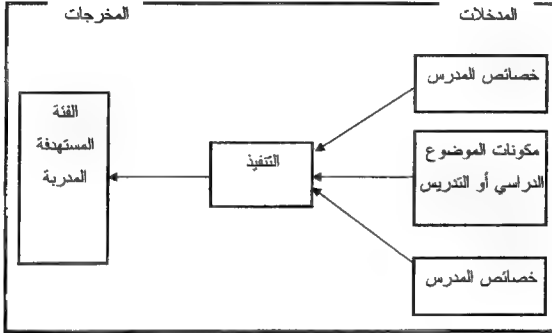 المدخلات
المخرجات
خصائص المدرس
مكونات الموضوع
الدراسي أو التدريس
خصائص المدرس
التنفيذ
الفئة
المستهدفة
المدربة